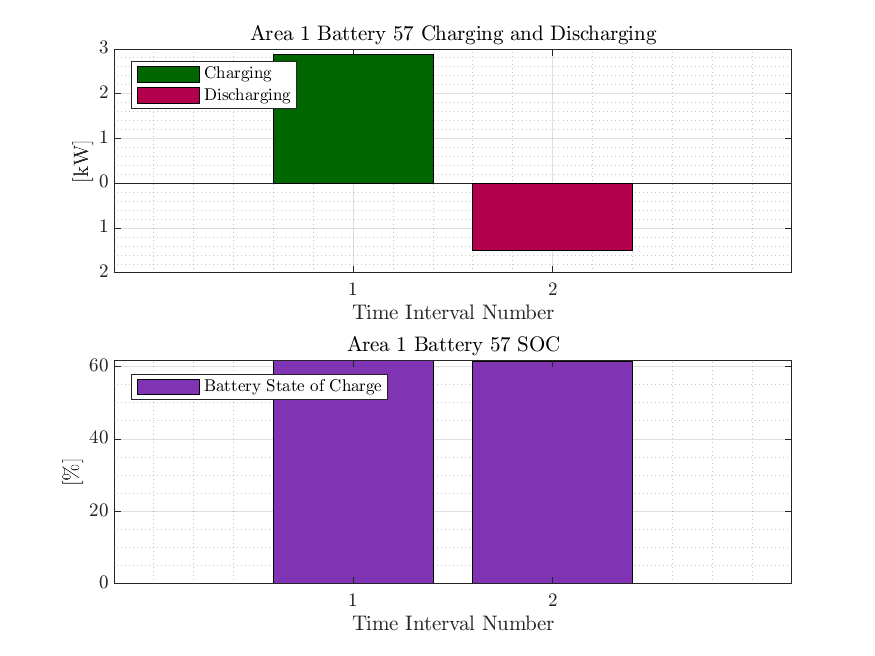 Area 1 Battery 57 Charging and Discharging
3
2
1
0
1
2
[kW]
Charging
Discharging
1
2
Time Interval Number
Area 1 Battery 57 SOC
60
40
20
0
[%]
Battery State of Charge
1
2
Time Interval Number